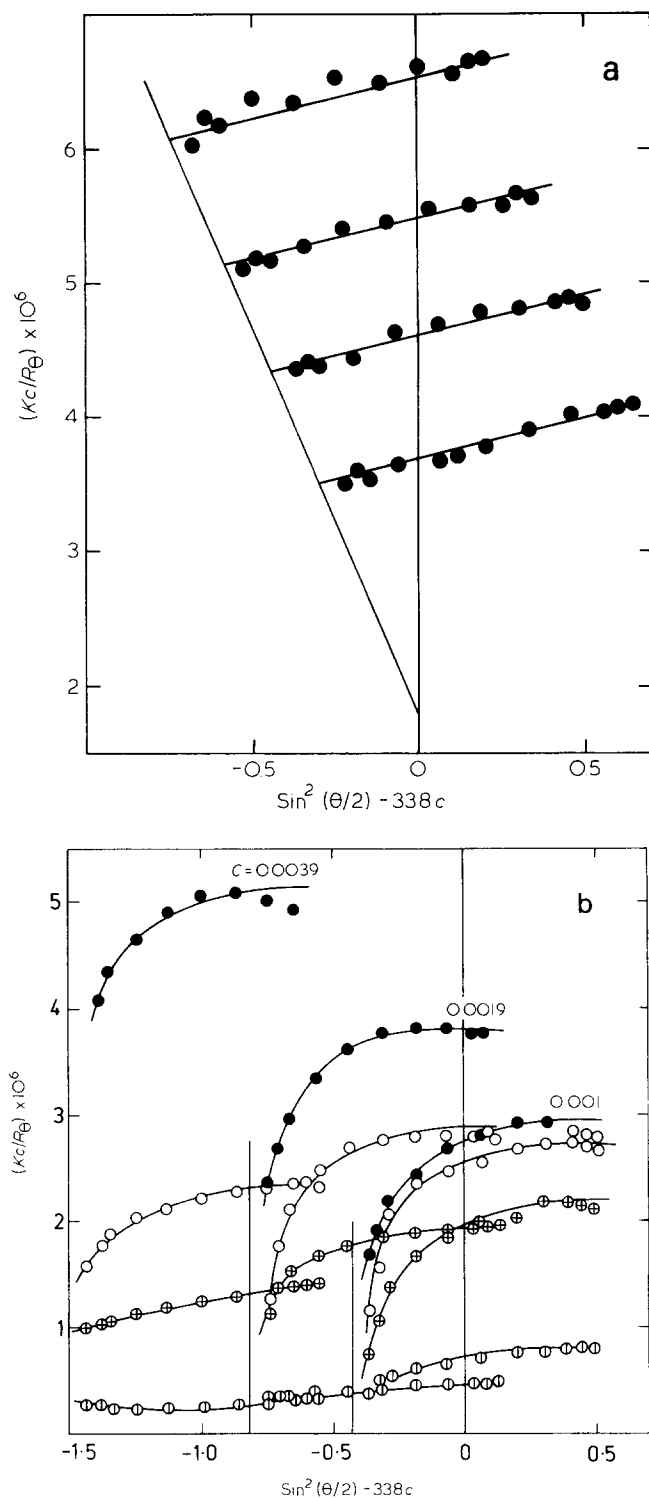 a
6
5
4
3
2
(Kc/Rθ) × 10⁶
-0.5
0
0.5
Sin² (θ/2) - 338c
b
C = 0.0039
0.0019
0.001
5
4
3
2
1
(Kc/Rθ) × 10⁶
-1.5
-1.0
-0.5
0
0.5
Sin² (θ/2) - 338c